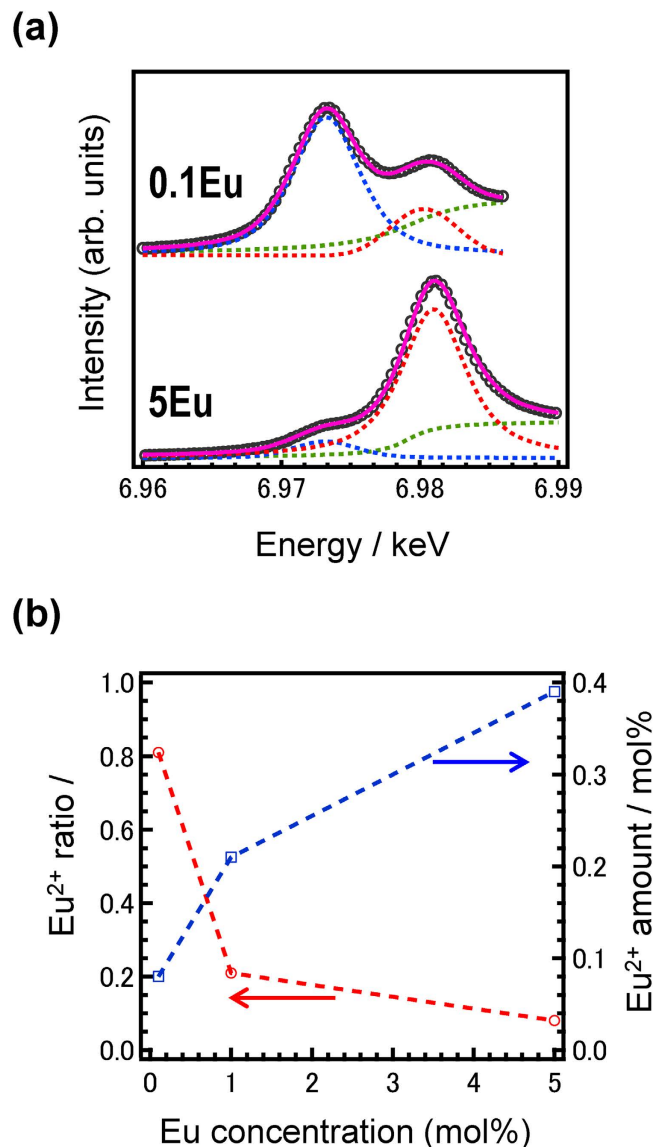 (a)
Intensity (arb. units)
0.1Eu
5Eu
6.96 6.97 6.98 6.99
Energy / keV
(b)
Eu²⁺ ratio /
1.0
0.8
0.6
0.4
0.2
0.0
0.4
0.3
0.2
0.1
0.0
Eu²⁺ amount / mol%
0 1 2 3 4 5
Eu concentration (mol%)